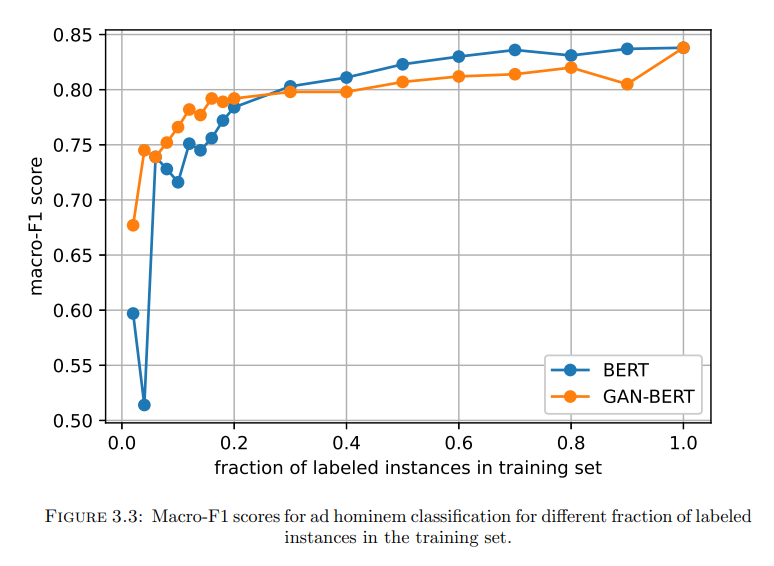 0.85
0.80
0.75
0.70
0.65
0.60
0.55
0.50
macro-F1 score
BERT
GAN-BERT
0.0 0.2 0.4 0.6 0.8 1.0
fraction of labeled instances in training set
FIGURE 3.3: Macro-F1 scores for ad hominem classification for different fraction of labeled
instances in the training set.